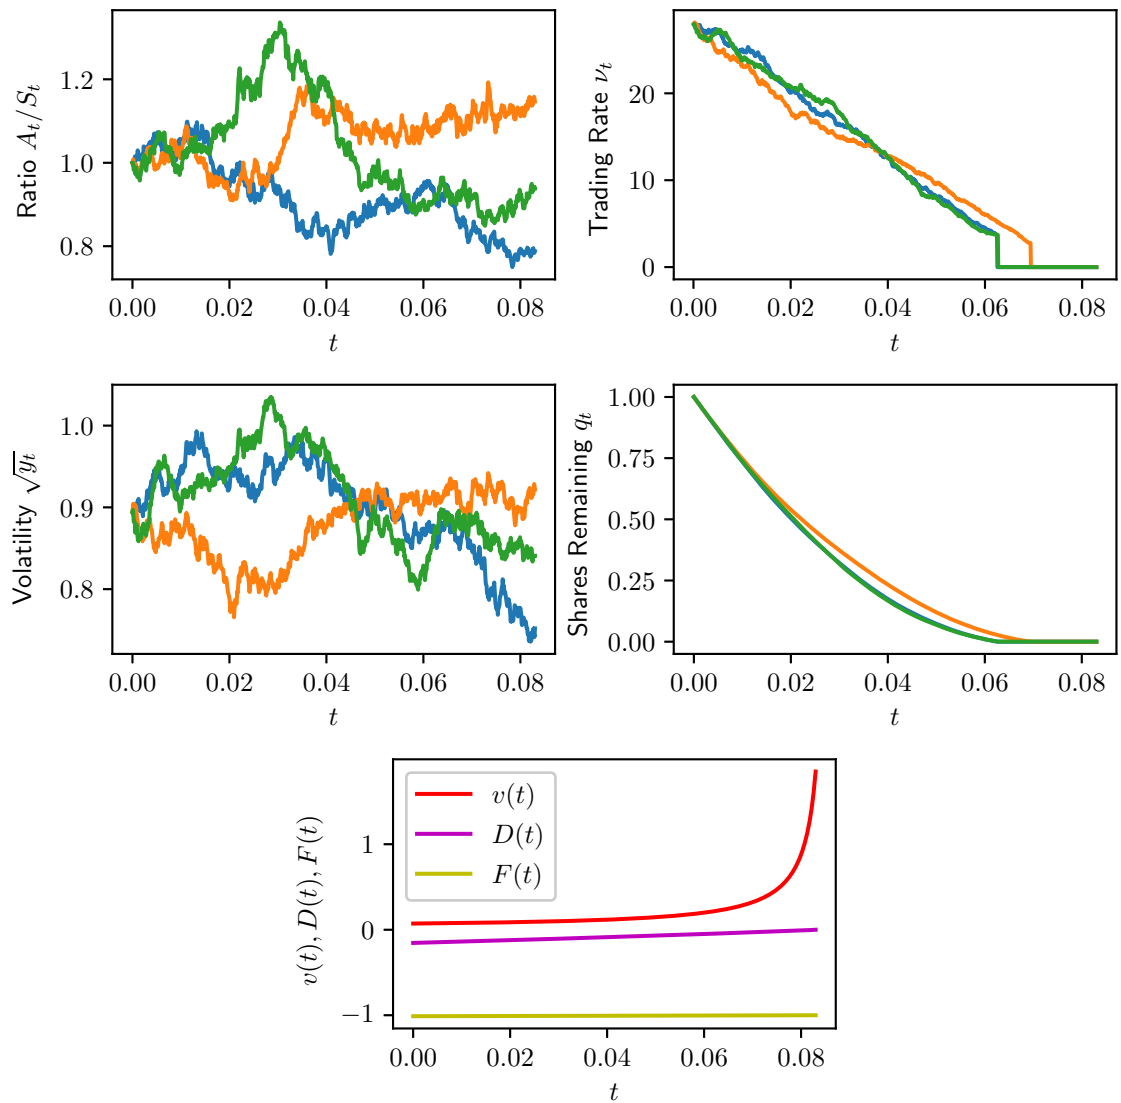 Ratio A_t/S_t
1.2
1.0
0.8
0.00 0.02 0.04 0.06 0.08
t
Trading Rate ν_t
20
10
0
0.00 0.02 0.04 0.06 0.08
t
Volatility √y_t
1.0
0.9
0.8
0.00 0.02 0.04 0.06 0.08
t
Shares Remaining q_t
1.00
0.75
0.50
0.25
0.00
0.00 0.02 0.04 0.06 0.08
t
v(t), D(t), F(t)
1
0
−1
v(t)
D(t)
F(t)
0.00 0.02 0.04 0.06 0.08
t